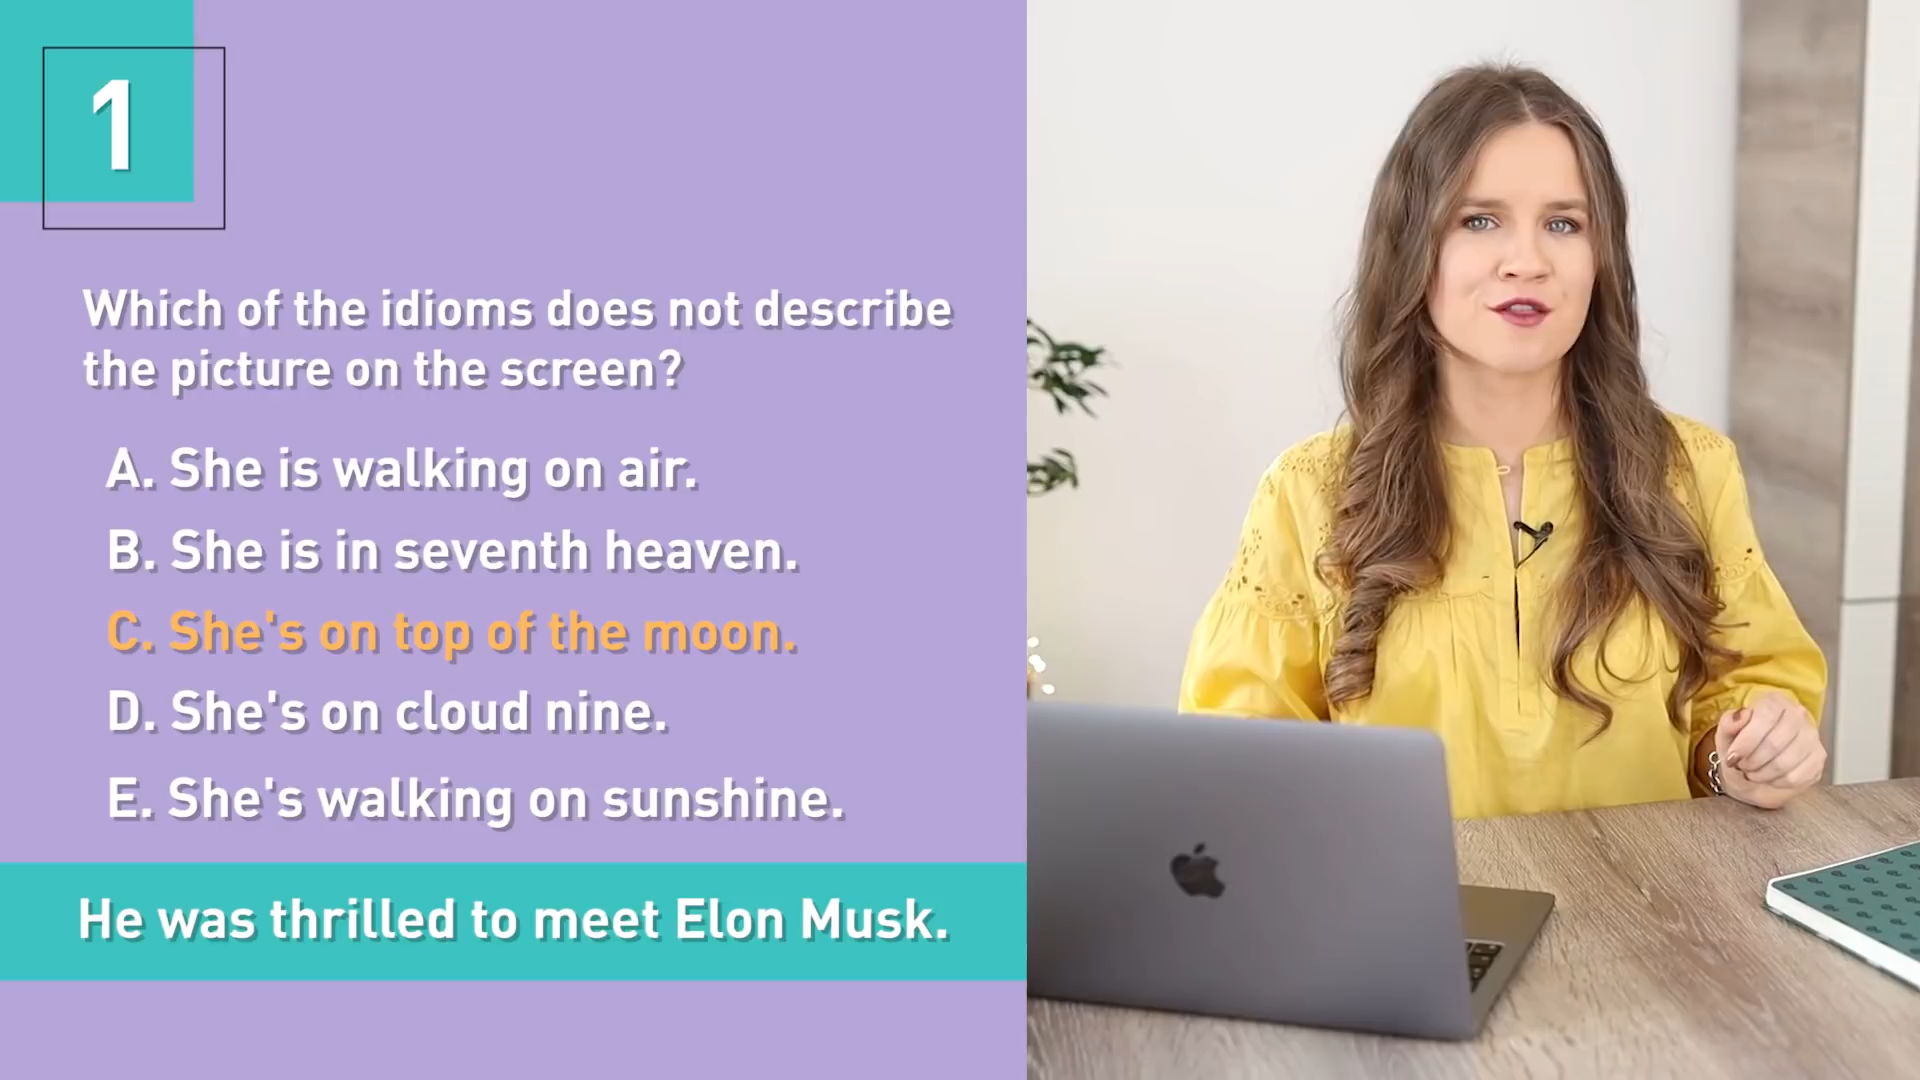 1
Which of the idioms does not describe
the picture on the screen?
A. She is walking on air.
B. She is in seventh heaven.
C. She's on top of the moon.
D. She's on cloud nine.
E. She's walking on sunshine.
He was thrilled to meet Elon Musk.